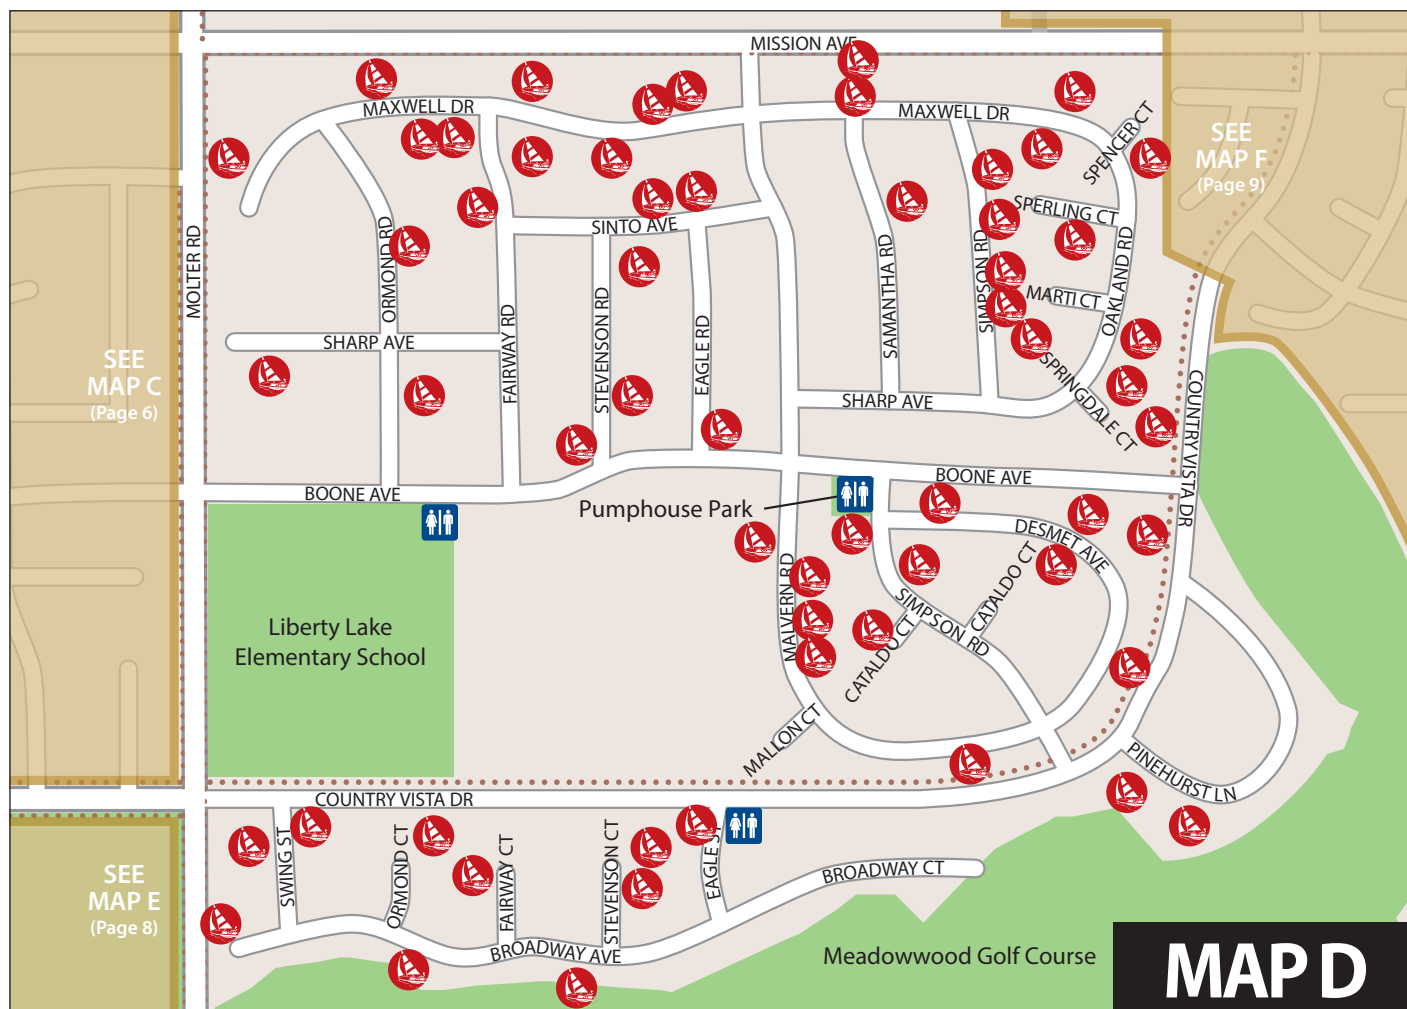 MISSION AVE
MAXWELL DR
MAXWELL DR
SPENCER CT
SEE
MAP F
(Page 9)
SPERLING CT
SINTO AVE
ORMOND RD
MOLTER RD
SAMANTHA RD
SIMPSON RD
OAKLAND RD
MARTI CT
SHARP AVE
FAIRWAY RD
STEVENSON RD
EAGLE RD
SEE
MAP C
(Page 6)
SPRINGDALE CT
SHARP AVE
COUNTRY VISTA DR
BOONE AVE
BOONE AVE
Pumphouse Park
DESMET AVE
CATALDO CT
MALVERN RD
SIMPSON RD
CATALDO CT
Liberty Lake
Elementary School
MALLON CT
PINEHURST LN
COUNTRY VISTA DR
SWING ST
ORMOND CT
FAIRWAY CT
STEVENSON CT
EAGLE ST
BROADWAY CT
SEE
MAP E
(Page 8)
BROADWAY AVE
Meadowwood Golf Course
MAP D